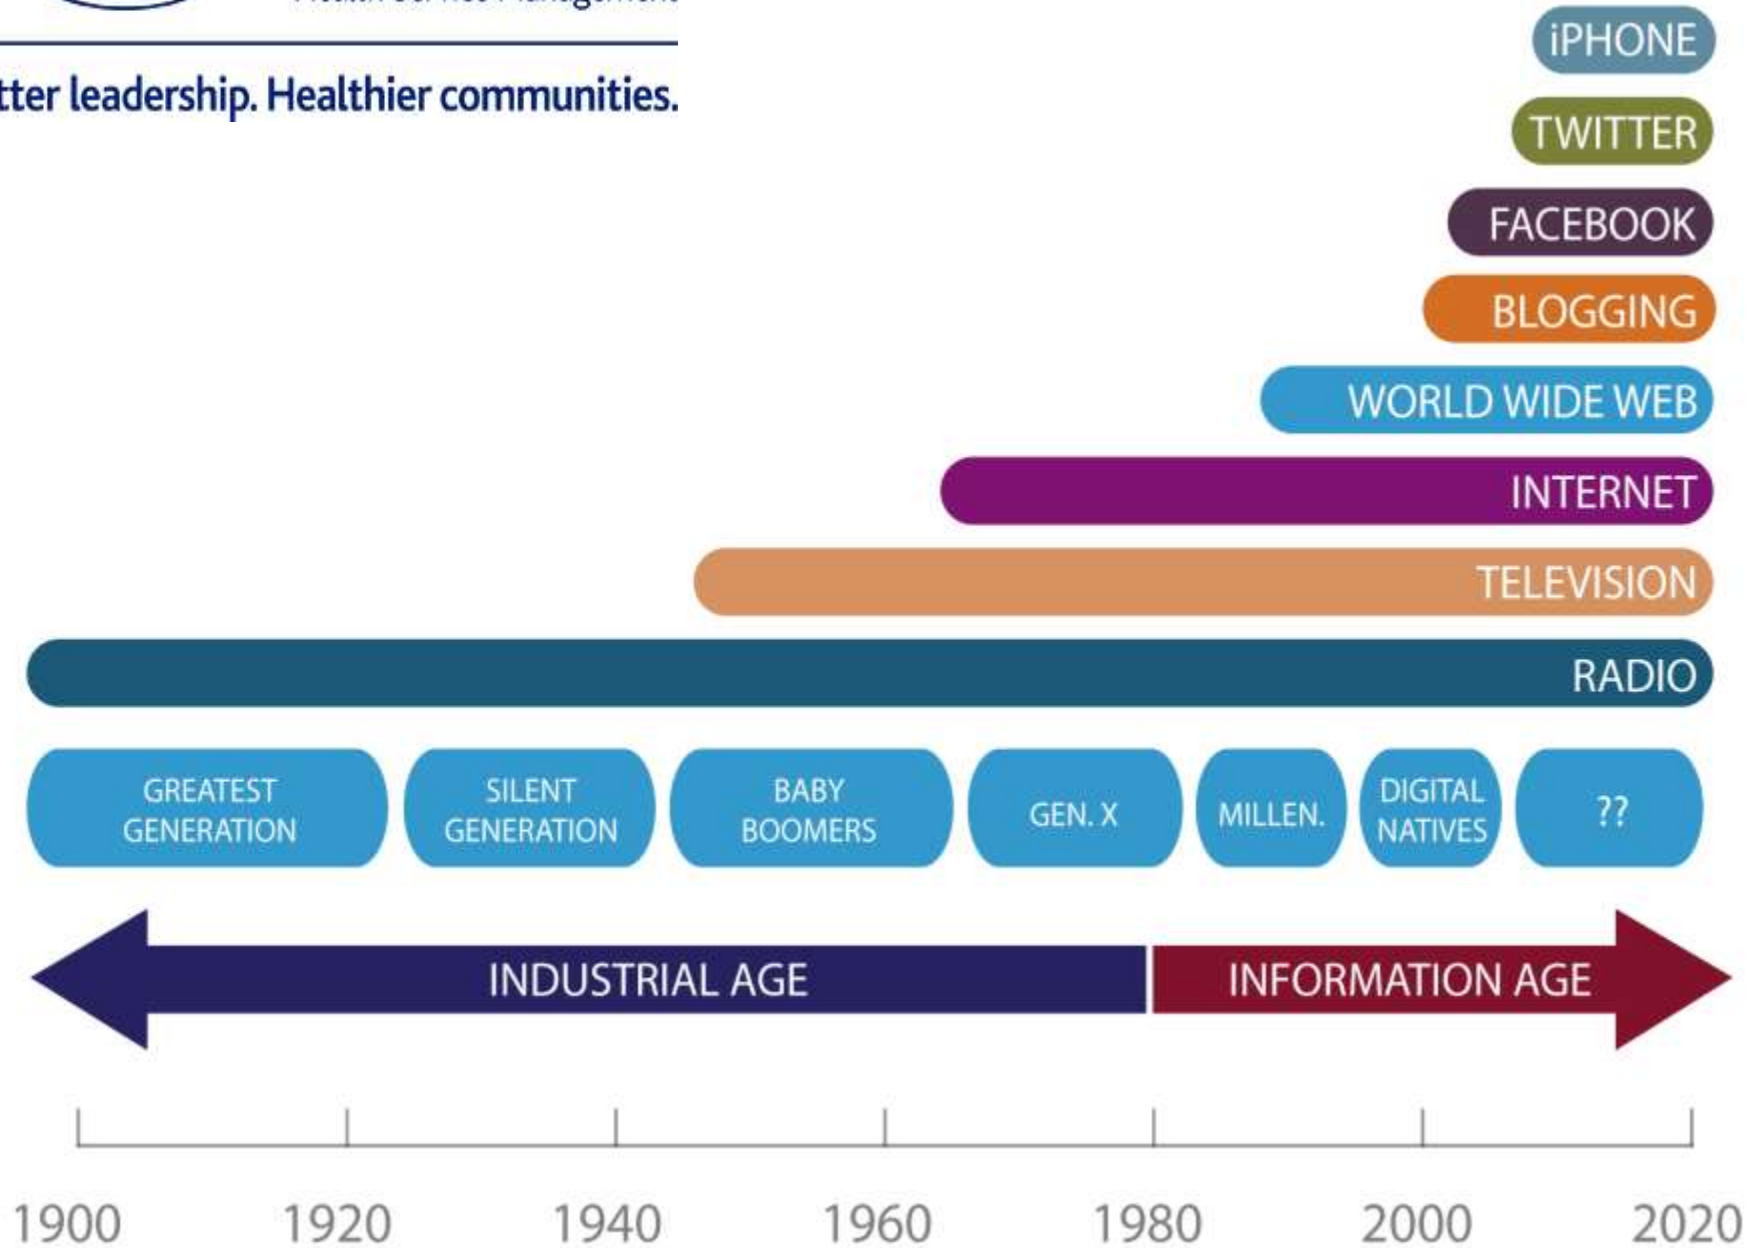 tter leadership. Healthier communities.
iPHONE
TWITTER
FACEBOOK
BLOGGING
WORLD WIDE WEB
INTERNET
TELEVISION
RADIO
GREATEST
GENERATION
SILENT
GENERATION
BABY
BOOMERS
GEN. X
MILLEN.
DIGITAL
NATIVES
??
INDUSTRIAL AGE
INFORMATION AGE
1900
1920
1940
1960
1980
2000
2020